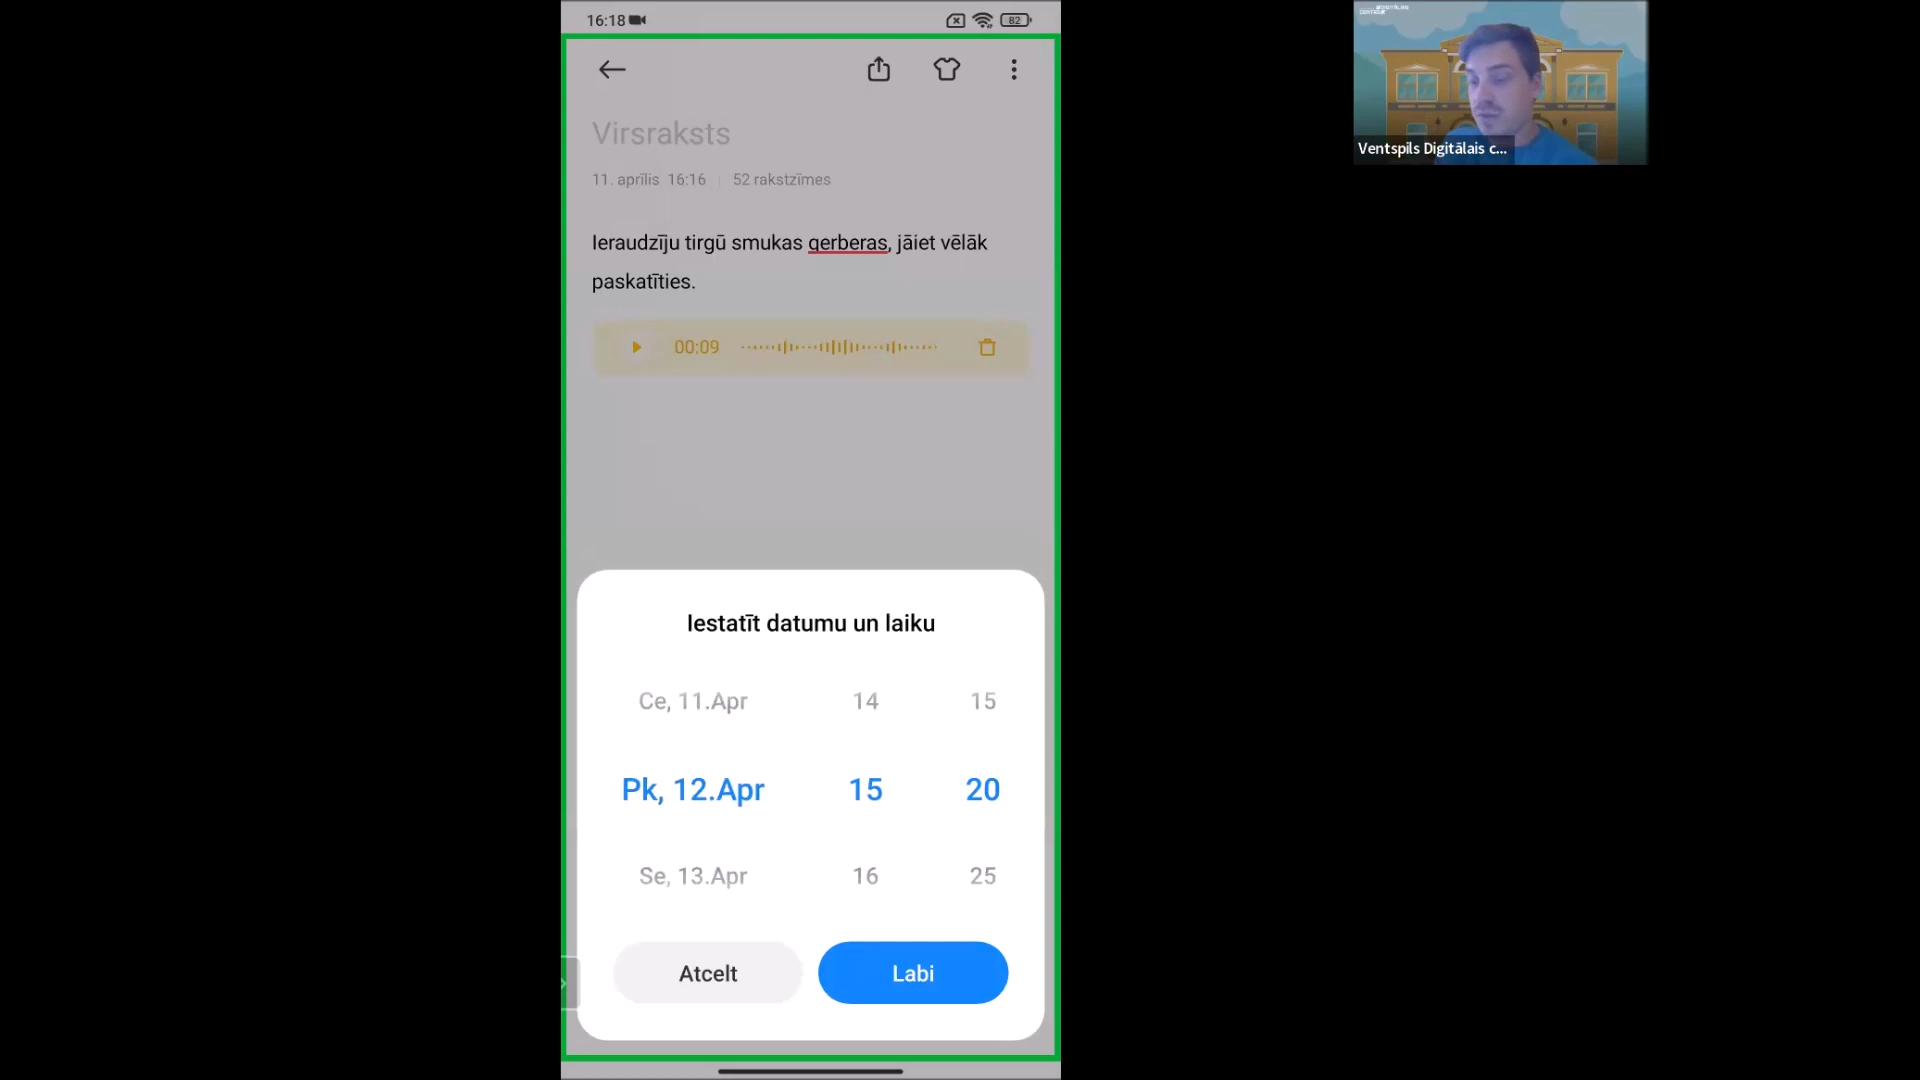 16:18
82
Virsraksts
11. aprīlis 16:16 | 52 rakstzīmes
Ieraudzīju tirgū smukas gerberas, jāiet vēlāk
paskatīties.
00:09
Iestatīt datumu un laiku
Ce, 11.Apr 14 15
Pk, 12.Apr 15 20
Se, 13.Apr 16 25
Atcelt Labi
Ventspils Digitālais c...